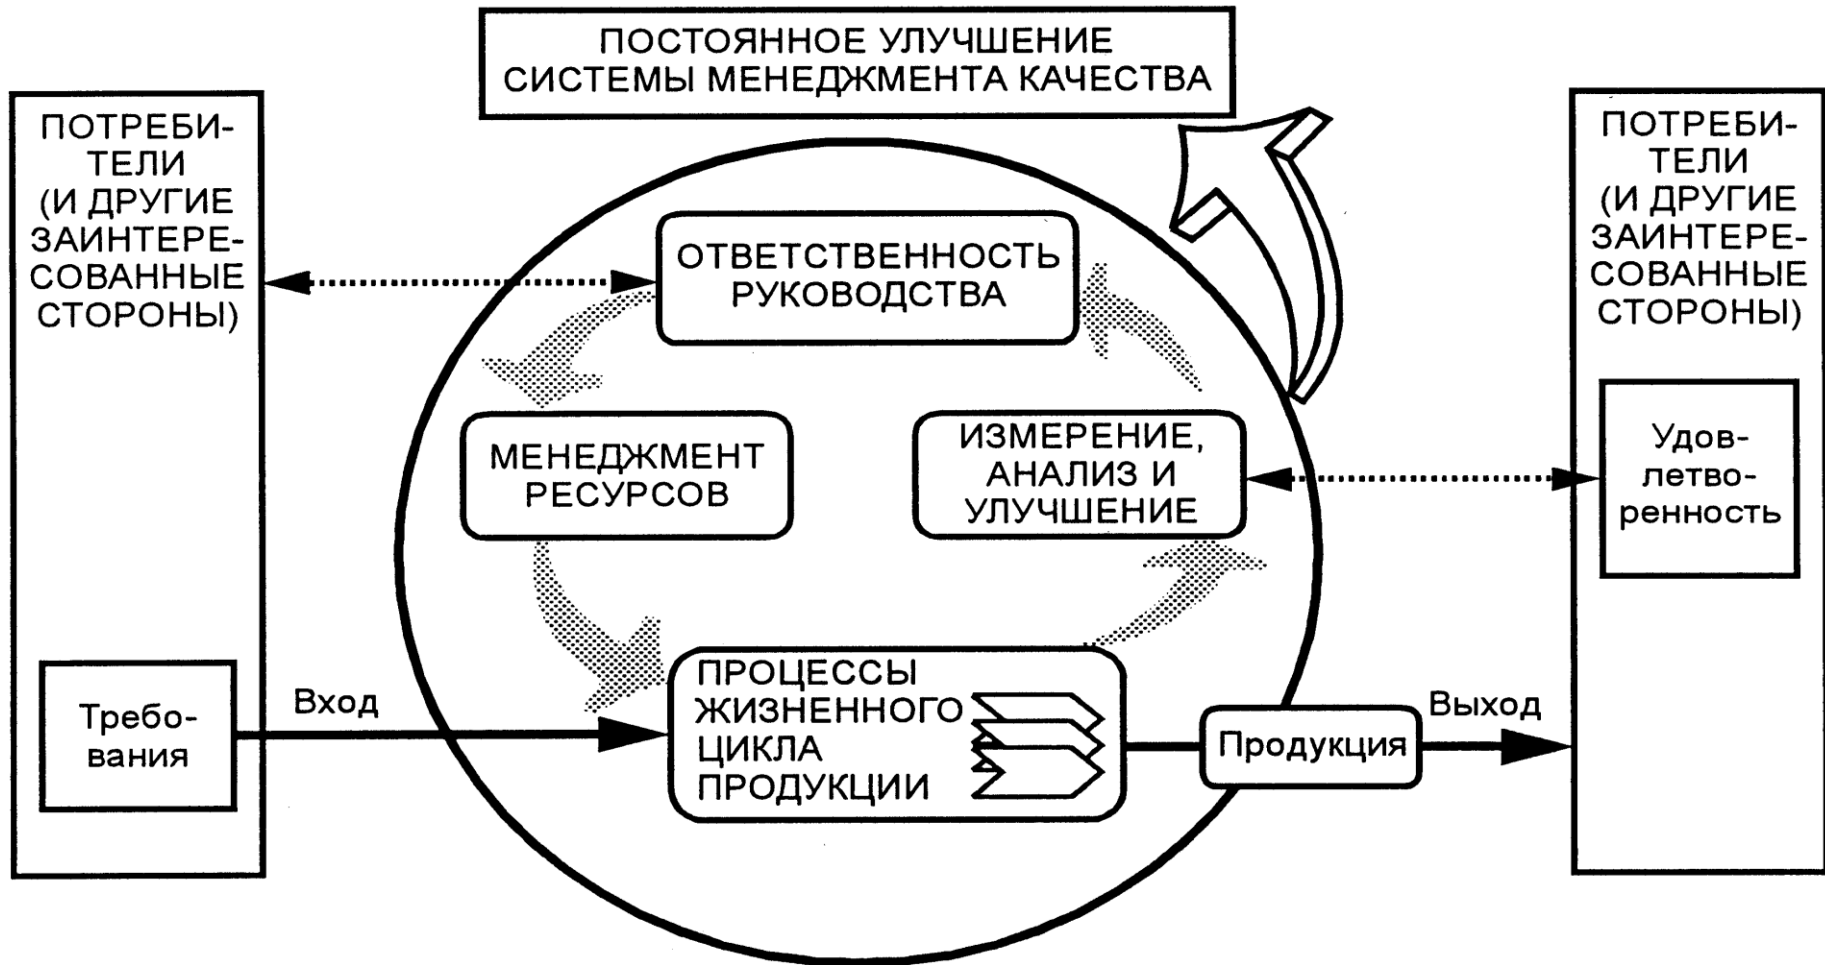 ПОСТОЯННОЕ УЛУЧШЕНИЕ
СИСТЕМЫ МЕНЕДЖМЕНТА КАЧЕСТВА
ПОТРЕБИ-
ТЕЛИ
(И ДРУГИЕ
ЗАИНТЕРЕ-
СОВАННЫЕ
СТОРОНЫ)
ОТВЕТСТВЕННОСТЬ
РУКОВОДСТВА
ПОТРЕБИ-
ТЕЛИ
(И ДРУГИЕ
ЗАИНТЕРЕ-
СОВАННЫЕ
СТОРОНЫ)
МЕНЕДЖМЕНТ
РЕСУРСОВ
ИЗМЕРЕНИЕ,
АНАЛИЗ И
УЛУЧШЕНИЕ
Удов-
летво-
ренность
Требо-
вания
Вход
ПРОЦЕССЫ
ЖИЗНЕННОГО
ЦИКЛА
ПРОДУКЦИИ
Продукция
Выход